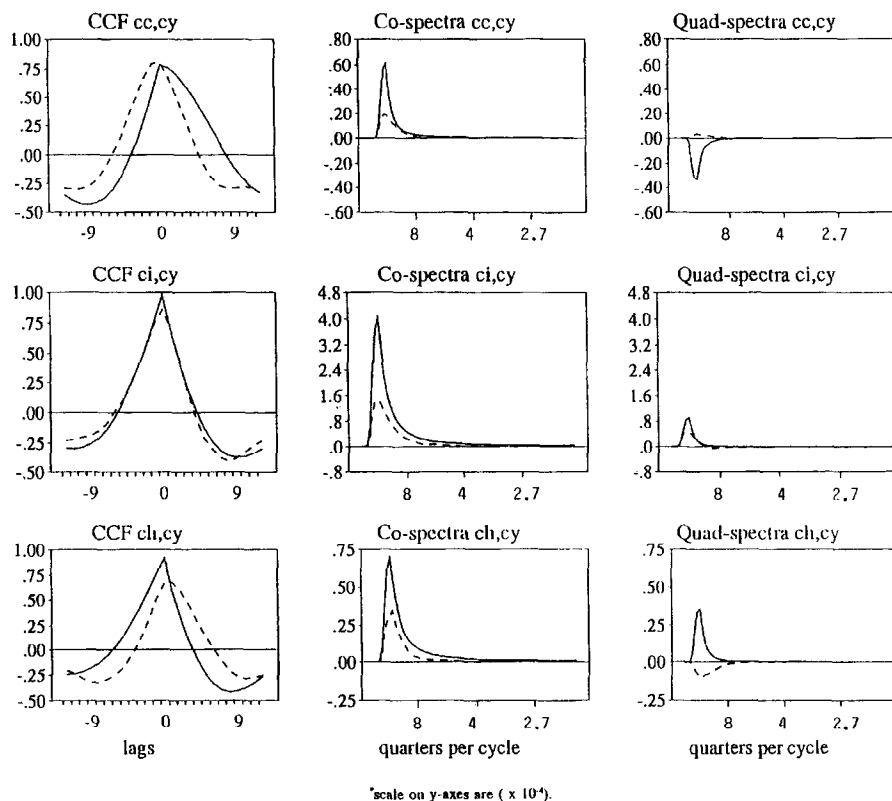 CCF cc,cy Co-spectra cc,cy Quad-spectra cc,cy
1.00 .80 .80
.75 .60 .60
.50 .40 .40
.25 .20 .20
.00 .00 .00
-.25 -.20 -.20
-.50 -.40 -.40
-.60 -.60
-9 0 9 8 4 2.7 8 4 2.7
CCF ci,cy Co-spectra ci,cy Quad-spectra ci,cy
1.00 4.8 4.8
.75 4.0 4.0
.50 3.2 3.2
.25 2.4 2.4
.00 1.6 1.6
-.25 .8 .8
-.50 .0 .0
-.8 -.8
-9 0 9 8 4 2.7 8 4 2.7
CCF ch,cy Co-spectra ch,cy Quad-spectra ch,cy
1.00 .75 .75
.75 .50 .50
.50 .25 .25
.25 .00 .00
.00 -.25 -.25
-.25
-.50
-9 0 9 8 4 2.7 8 4 2.7
lags quarters per cycle quarters per cycle
*scale on y-axes are ( x 10⁻⁴).